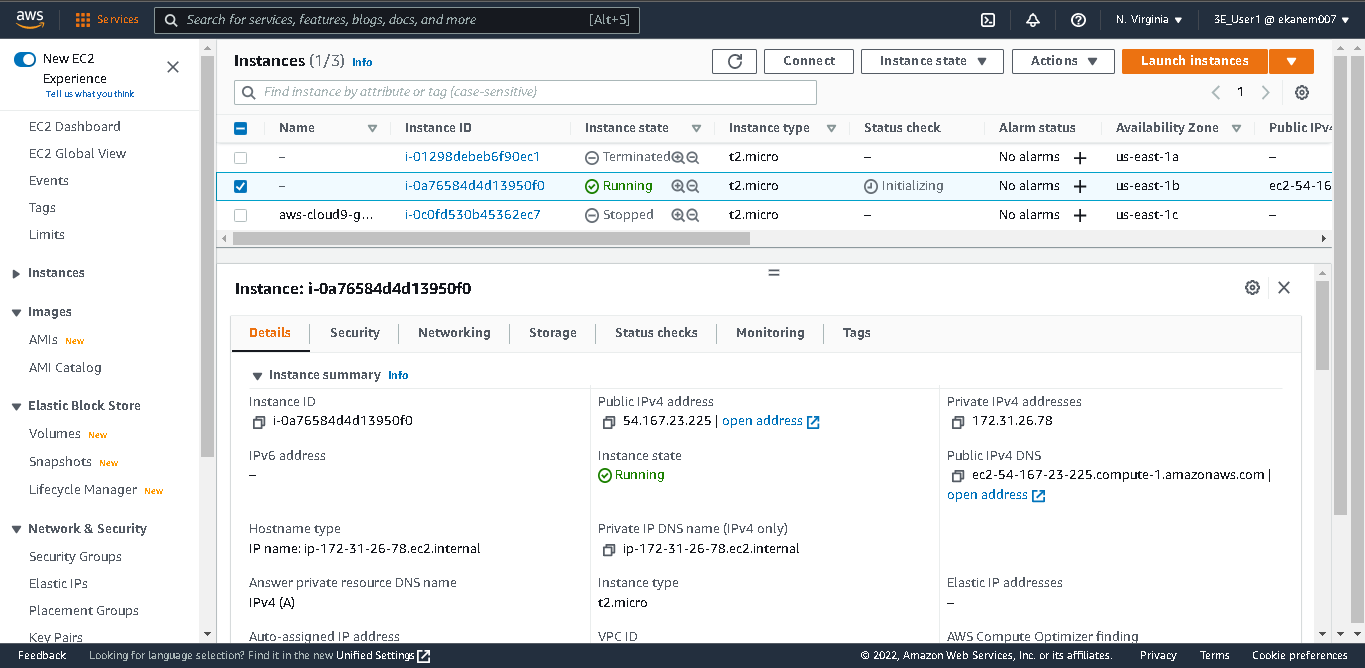 aws Services Search for services, features, blogs, docs, and more [Alt+S] N. Virginia 3E_User1 @ ekanem007
New EC2
Experience
Tell us what you think
EC2 Dashboard
EC2 Global View
Events
Tags
Limits
Instances
Images
AMIs New
AMI Catalog
Elastic Block Store
Volumes New
Snapshots New
Lifecycle Manager New
Network & Security
Security Groups
Elastic IPs
Placement Groups
Key Pairs
Instances (1/3) Info Connect Instance state Actions Launch instances
Find instance by attribute or tag (case-sensitive) 1
Name Instance ID Instance state Instance type Status check Alarm status Availability Zone Public IPv4
– i-01298debeb6f90ec1 Terminated t2.micro – No alarms + us-east-1a –
– i-0a76584d4d13950f0 Running t2.micro Initializing No alarms + us-east-1b ec2-54-16
aws-cloud9-g... i-0c0fd530b45362ec7 Stopped t2.micro – No alarms + us-east-1c –
Instance: i-0a76584d4d13950f0
Details Security Networking Storage Status checks Monitoring Tags
Instance summary Info
Instance ID Public IPv4 address Private IPv4 addresses
i-0a76584d4d13950f0 54.167.23.225 | open address 172.31.26.78
IPv6 address Instance state Public IPv4 DNS
– Running ec2-54-167-23-225.compute-1.amazonaws.com |
open address
Hostname type Private IP DNS name (IPv4 only)
IP name: ip-172-31-26-78.ec2.internal ip-172-31-26-78.ec2.internal
Answer private resource DNS name Instance type Elastic IP addresses
IPv4 (A) t2.micro –
Auto-assigned IP address VPC ID AWS Compute Optimizer finding
Feedback Looking for language selection? Find it in the new Unified Settings © 2022, Amazon Web Services, Inc. or its affiliates. Privacy Terms Cookie preferences